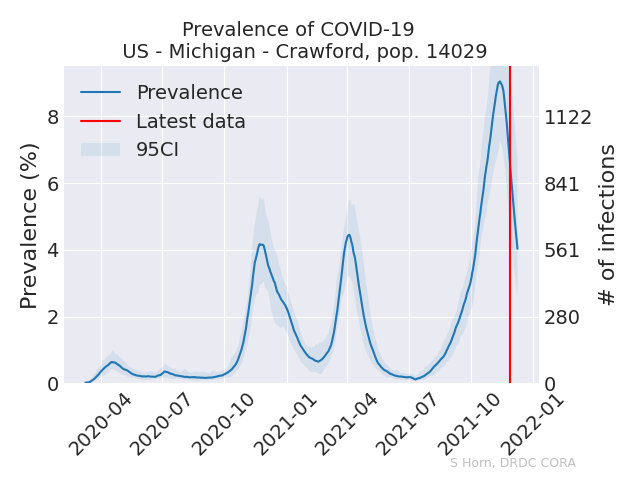 Prevalence of COVID-19
US - Michigan - Crawford, pop. 14029
Prevalence
Latest data
95CI
Prevalence (%)
8
6
4
2
0
1122
841
561
280
0
# of infections
2020-04
2020-07
2020-10
2021-01
2021-04
2021-07
2021-10
2022-01
S Horn, DRDC CORA